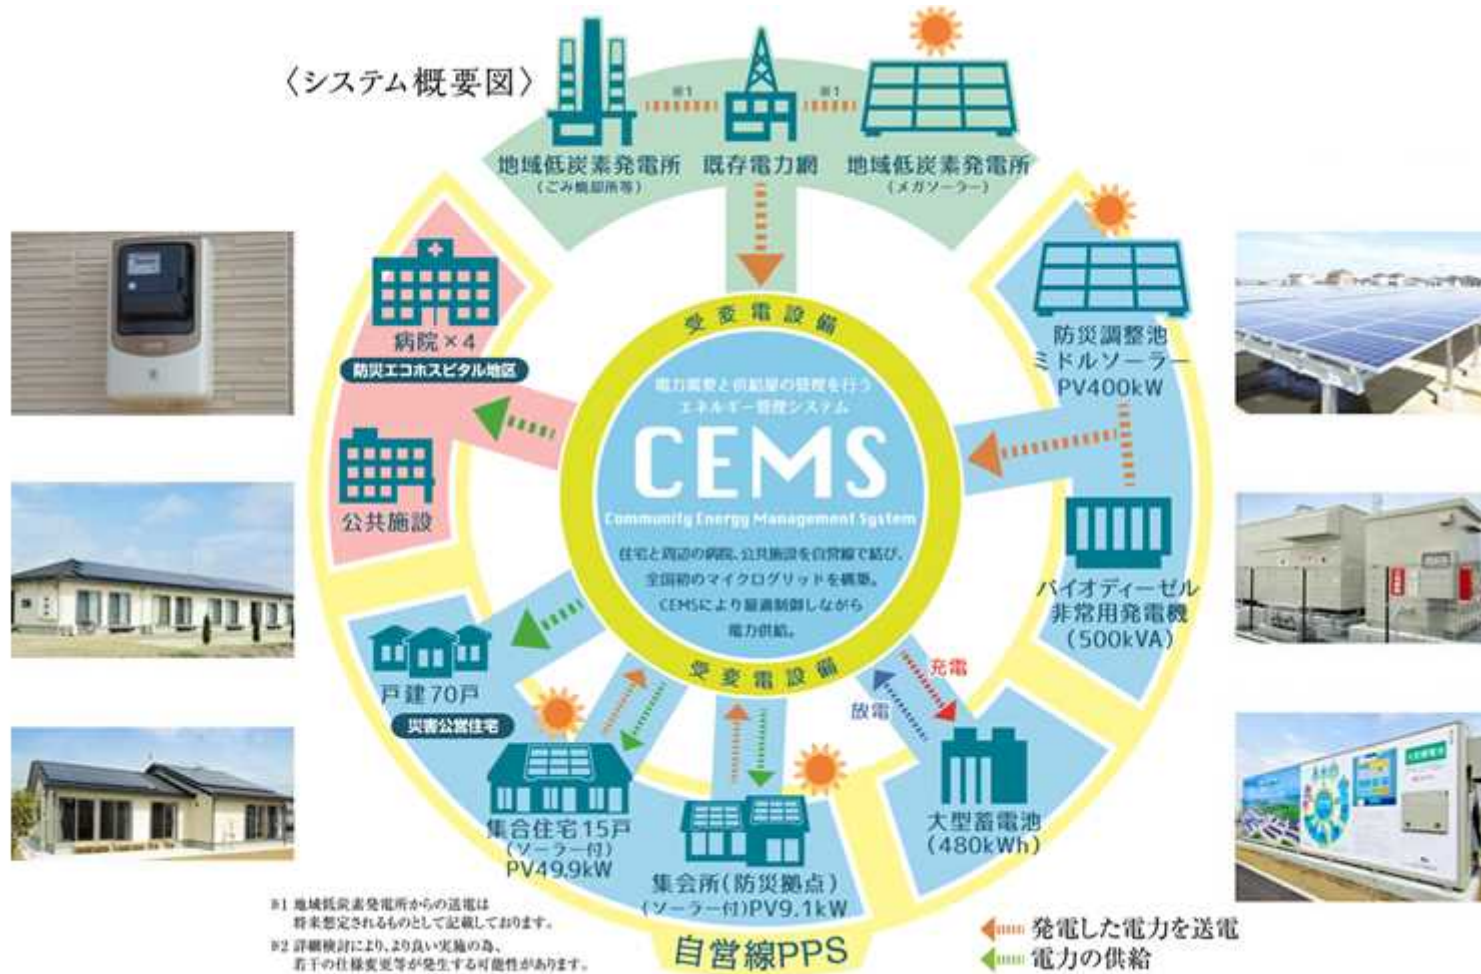 〈システム概要図〉
※1
※1
地域低炭素発電所
(ごみ焼却所等)
既存電力網
地域低炭素発電所
(メガソーラー)
受変電設備
病院×4
防災エコホスピタル地区
公共施設
防災調整池
ミドルソーラー
PV400kW
電力需要と供給量の管理を行う
エネルギー管理システム
CEMS
Community Energy Management System
住宅と周辺の病院、公共施設を自営線で結び、
全国初のマイクログリッドを構築。
CEMSにより最適制御しながら
電力供給。
受変電設備
バイオディーゼル
非常用発電機
(500kVA)
戸建70戸
災害公営住宅
充電
放電
集合住宅15戸
(ソーラー付)
PV49.9kW
集会所(防災拠点)
(ソーラー付)PV9.1kW
大型蓄電池
(480kWh)
自営線PPS
※1 地域低炭素発電所からの送電は
将来想定されるものとして記載しております。
※2 詳細検討により、より良い実施の為、
若干の仕様変更等が発生する可能性があります。
発電した電力を送電
電力の供給
大型蓄電池